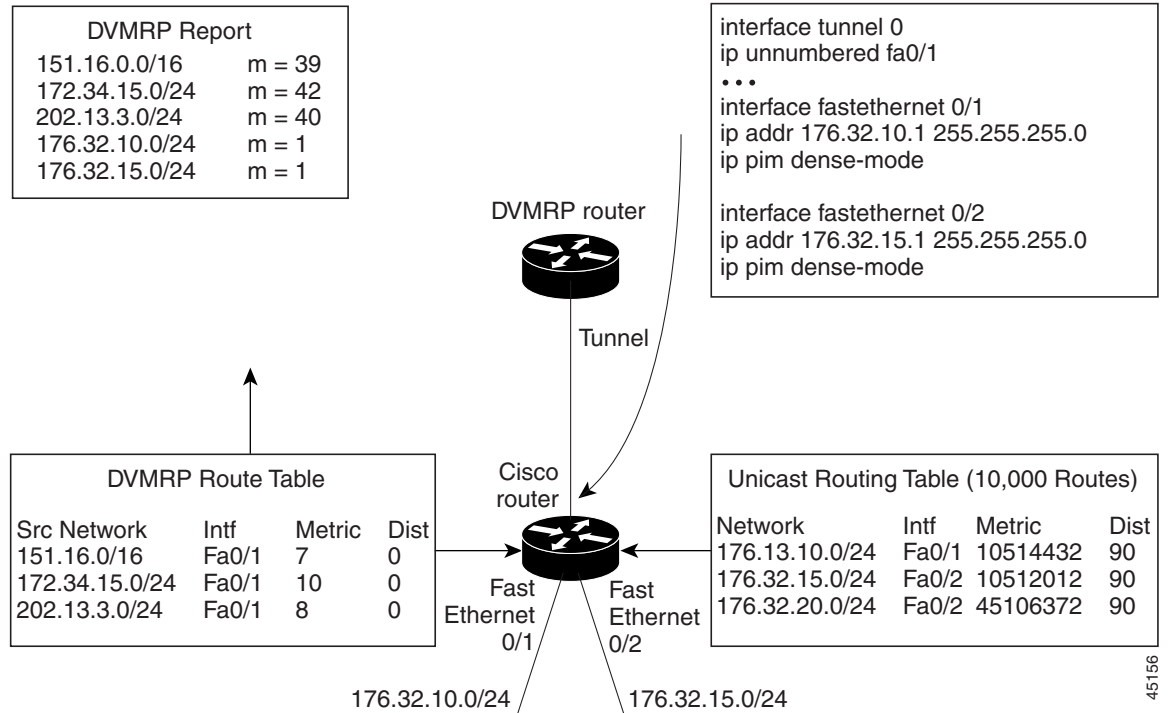 DVMRP Report
151.16.0.0/16 m = 39
172.34.15.0/24 m = 42
202.13.3.0/24 m = 40
176.32.10.0/24 m = 1
176.32.15.0/24 m = 1
interface tunnel 0
ip unnumbered fa0/1
• • •
interface fastethernet 0/1
ip addr 176.32.10.1 255.255.255.0
ip pim dense-mode
interface fastethernet 0/2
ip addr 176.32.15.1 255.255.255.0
ip pim dense-mode
DVMRP router
Tunnel
Cisco
router
DVMRP Route Table
Src Network Intf Metric Dist
151.16.0/16 Fa0/1 7 0
172.34.15.0/24 Fa0/1 10 0
202.13.3.0/24 Fa0/1 8 0
Unicast Routing Table (10,000 Routes)
Network Intf Metric Dist
176.13.10.0/24 Fa0/1 10514432 90
176.32.15.0/24 Fa0/2 10512012 90
176.32.20.0/24 Fa0/2 45106372 90
Fast
Ethernet
0/1
Fast
Ethernet
0/2
176.32.10.0/24
176.32.15.0/24
45156